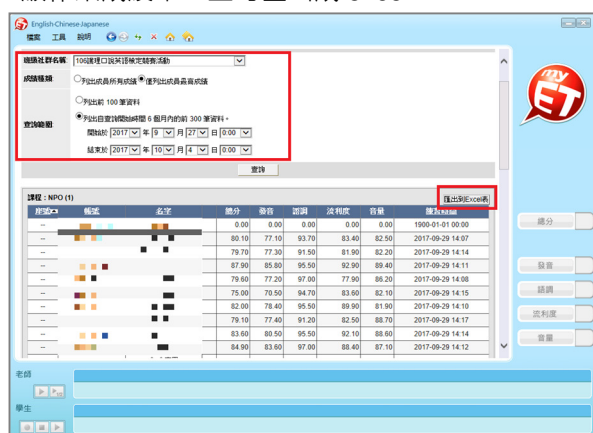 English-Chinese-Japanese
檔案 工具 說明
班級社群名稱: 106護理口說英語檢定競賽活動
成績種類: 列出成員所有成績 僅列出成員最高成績
列出前 100 筆資料
查詢範圍: 列出自查詢開始時間 6 個月內的前 300 筆資料。
開始於 2017 年 9 月 27 日 0:00
結束於 2017 年 10 月 4 日 0:00
查詢
課程 : NPO (1) 匯出到Excel表
座號 帳號 名字 總分 發音 語調 流利度 音量
-- 0.00 0.00 0.00 0.00 0.00 1900-01-01 00:00
-- 80.10 77.10 93.70 83.40 82.50 2017-09-29 14:07
-- 79.70 77.30 91.50 81.90 82.20 2017-09-29 14:14
-- 87.90 85.80 95.50 92.90 89.40 2017-09-29 14:11
-- 79.60 77.20 97.00 77.90 86.20 2017-09-29 14:08
-- 75.00 70.50 94.70 83.60 82.10 2017-09-29 14:15
-- 82.00 78.40 95.50 89.90 81.90 2017-09-29 14:10
-- 79.10 77.40 91.20 82.50 88.70 2017-09-29 14:17
-- 83.60 80.50 95.50 92.10 88.60 2017-09-29 14:14
-- 84.90 83.60 97.00 88.40 87.10 2017-09-29 14:12
my
ET
總分
發音
語調
流利度
音量
老師
學生